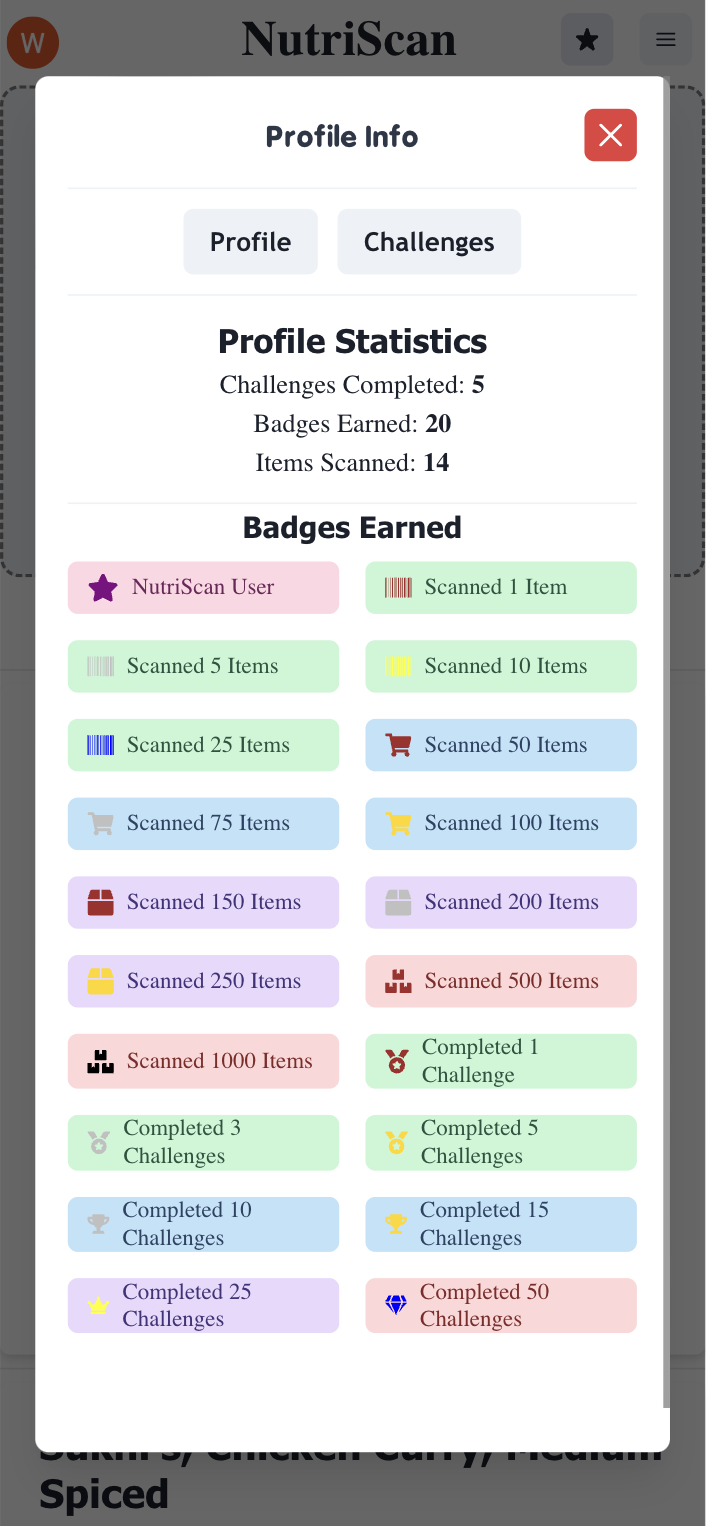 W
NutriScan
Profile Info
Profile
Challenges
Profile Statistics
Challenges Completed: 5
Badges Earned: 20
Items Scanned: 14
Badges Earned
NutriScan User
Scanned 1 Item
Scanned 5 Items
Scanned 10 Items
Scanned 25 Items
Scanned 50 Items
Scanned 75 Items
Scanned 100 Items
Scanned 150 Items
Scanned 200 Items
Scanned 250 Items
Scanned 500 Items
Scanned 1000 Items
Completed 1
Challenge
Completed 3
Challenges
Completed 5
Challenges
Completed 10
Challenges
Completed 15
Challenges
Completed 25
Challenges
Completed 50
Challenges
Chicken Curry, Medium
Spiced